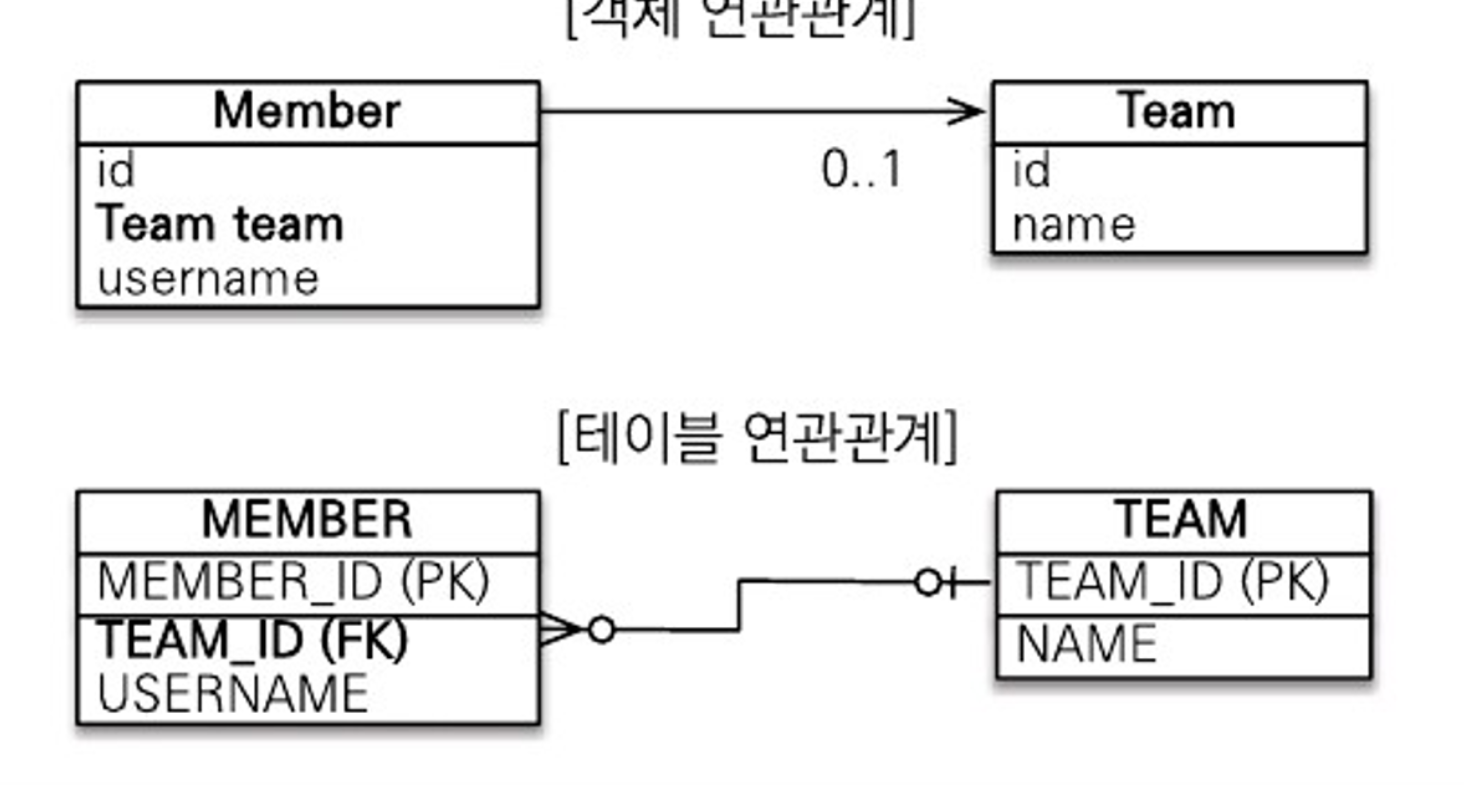 [객체 연관관계]
Member
id
Team team
username
0..1
Team
id
name
[테이블 연관관계]
MEMBER
MEMBER_ID (PK)
TEAM_ID (FK)
USERNAME
TEAM
TEAM_ID (PK)
NAME